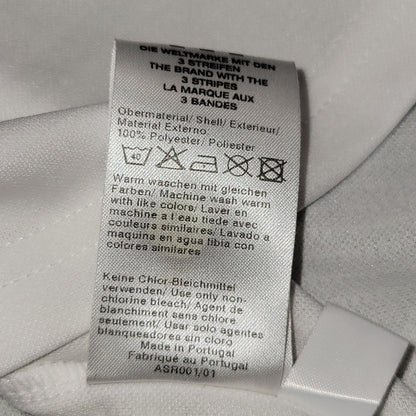 DIE WELTMARKE MIT DEN
3 STREIFEN
THE BRAND WITH THE
3 STRIPES
LA MARQUE AUX
3 BANDES
Obermaterial/ Shell/ Exterieur/
Material Externo:
100% Polyester/ Poliester
40
Warm waschen mit gleichen
Farben/ Machine wash warm
with like colors/ Laver en
machine a l'eau tiede avec
couleurs similaires/ Lavado a
maquina en agua tibia con
colores similares
Keine Chlor-Bleichmittel
verwenden/ Use only non-
chlorine bleach/ Agent de
blanchiment sans chlore
seulement/ Usar solo agentes
blanqueadores sin cloro
Made in Portugal
Fabriqué au Portugal
ASR001/01